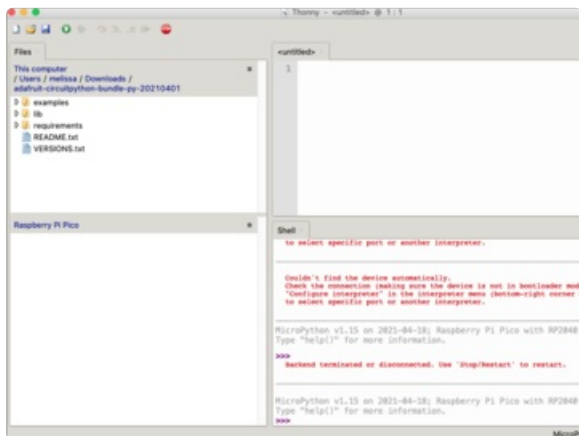 Thonny - <untitled> @ 1 : 1
Files
This computer
/ Users / melissa / Downloads /
adafruit-circuitpython-bundle-py-20210401
examples
lib
requirements
README.txt
VERSIONS.txt
Raspberry Pi Pico
<untitled>
1
Shell
to select specific port or another interpreter.
Couldn't find the device automatically.
Check the connection (making sure the device is not in bootloader mod
"Configure interpreter" in the interpreter menu (bottom-right corner
to select specific port or another interpreter.
MicroPython v1.15 on 2021-04-18; Raspberry Pi Pico with RP2040
Type "help()" for more information.
>>>
Backend terminated or disconnected. Use 'Stop/Restart' to restart.
MicroPython v1.15 on 2021-04-18; Raspberry Pi Pico with RP2040
Type "help()" for more information.
>>>
MicroP